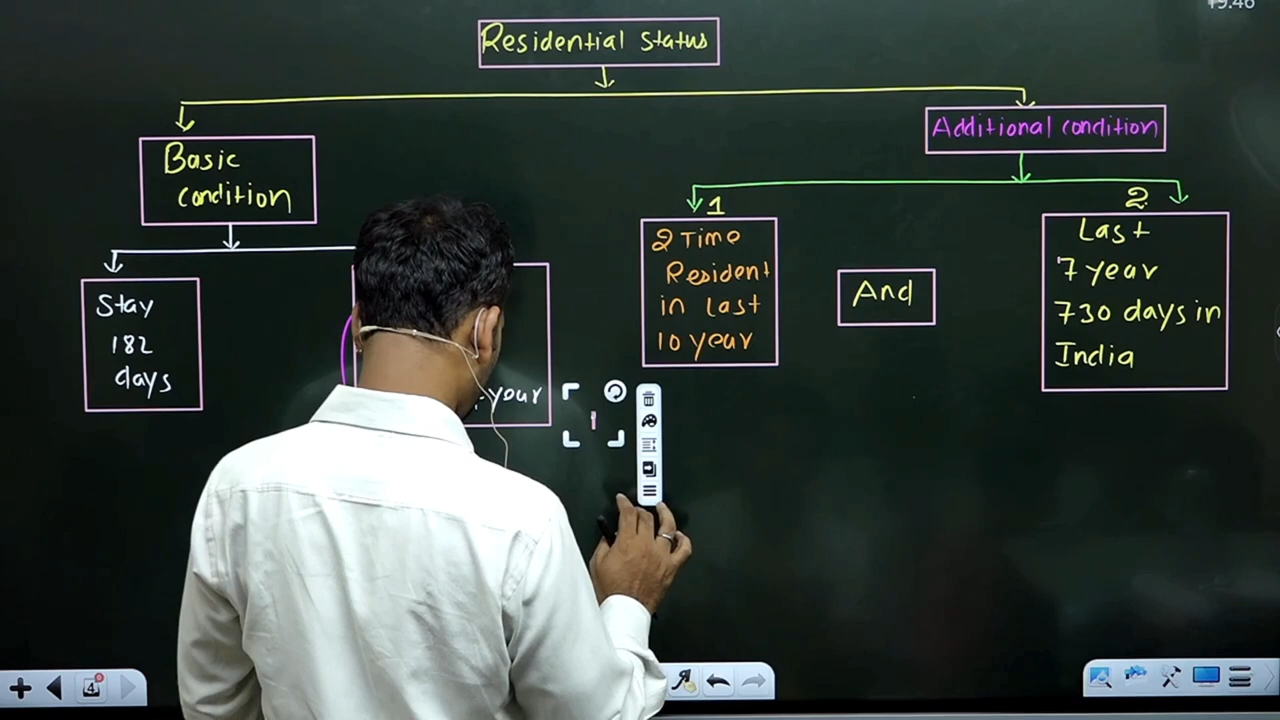 Residential status
Additional condition
Basic
condition
1
2
2 Time
Resident
in last
10 year
And
Last
7 year
730 days in
India
Stay
182
days
year
4